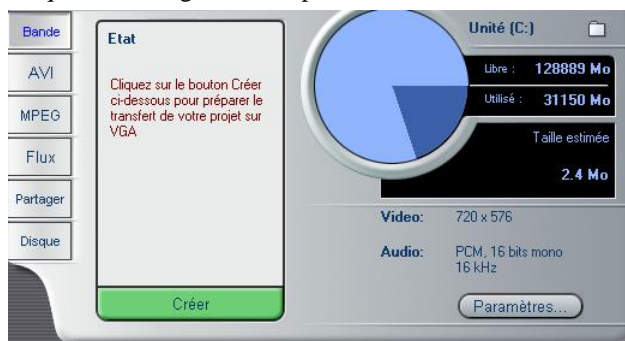 Bande
AVI
MPEG
Flux
Partager
Disque
Etat
Cliquez sur le bouton Créer
ci-dessous pour préparer le
transfert de votre projet sur
VGA
Créer
Unité (C:)
Libre : 128889 Mo
Utilisé : 31150 Mo
Taille estimée
2.4 Mo
Video: 720 x 576
Audio: PCM, 16 bits mono
16 kHz
Paramètres...